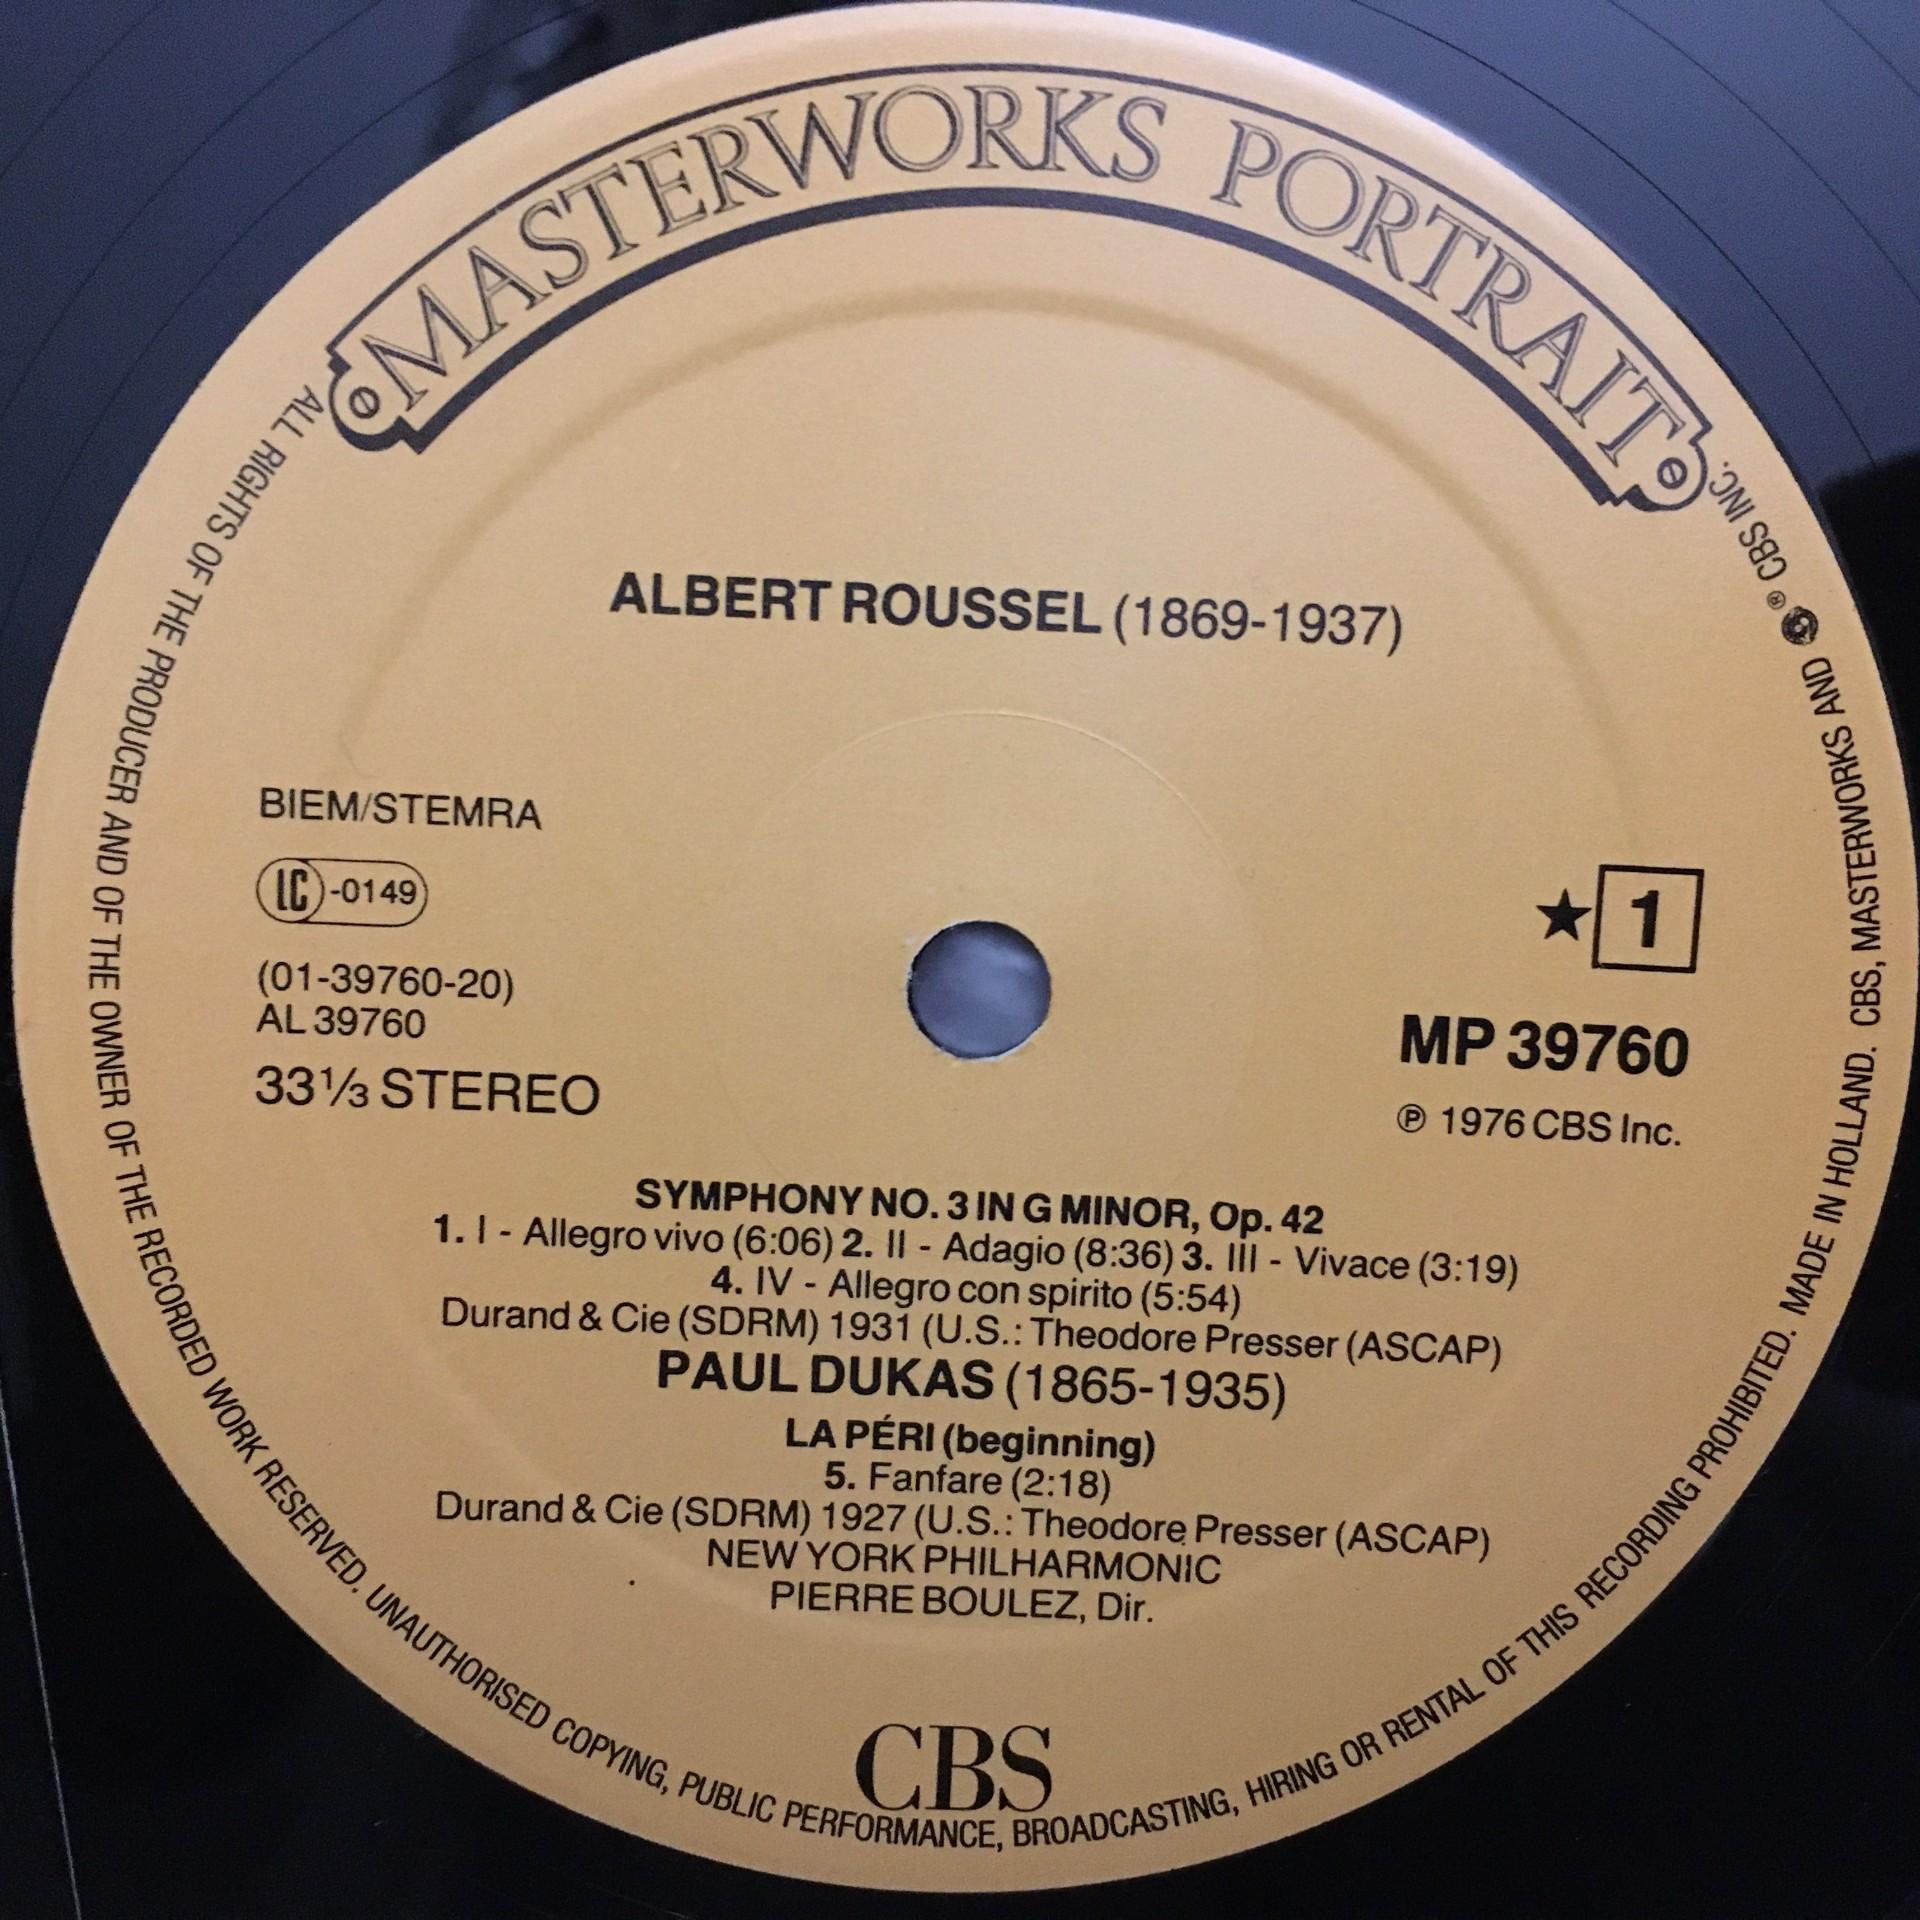 MASTERWORKS PORTRAIT
ALBERT ROUSSEL (1869-1937)
BIEM/STEMRA
LC-0149
(01-39760-20)
AL 39760
33⅓ STEREO
★ 1
MP 39760
℗ 1976 CBS Inc.
SYMPHONY NO. 3 IN G MINOR, Op. 42
1. I - Allegro vivo (6:06) 2. II - Adagio (8:36) 3. III - Vivace (3:19)
4. IV - Allegro con spirito (5:54)
Durand & Cie (SDRM) 1931 (U.S.: Theodore Presser (ASCAP)
PAUL DUKAS (1865-1935)
LA PÉRI (beginning)
5. Fanfare (2:18)
Durand & Cie (SDRM) 1927 (U.S.: Theodore Presser (ASCAP)
NEW YORK PHILHARMONIC
PIERRE BOULEZ, Dir.
CBS
ALL RIGHTS OF THE PRODUCER AND OF THE OWNER OF THE RECORDED WORK RESERVED. UNAUTHORISED COPYING, PUBLIC PERFORMANCE, BROADCASTING, HIRING OR RENTAL OF THIS RECORDING PROHIBITED. MADE IN HOLLAND. CBS, MASTERWORKS AND ® CBS INC.